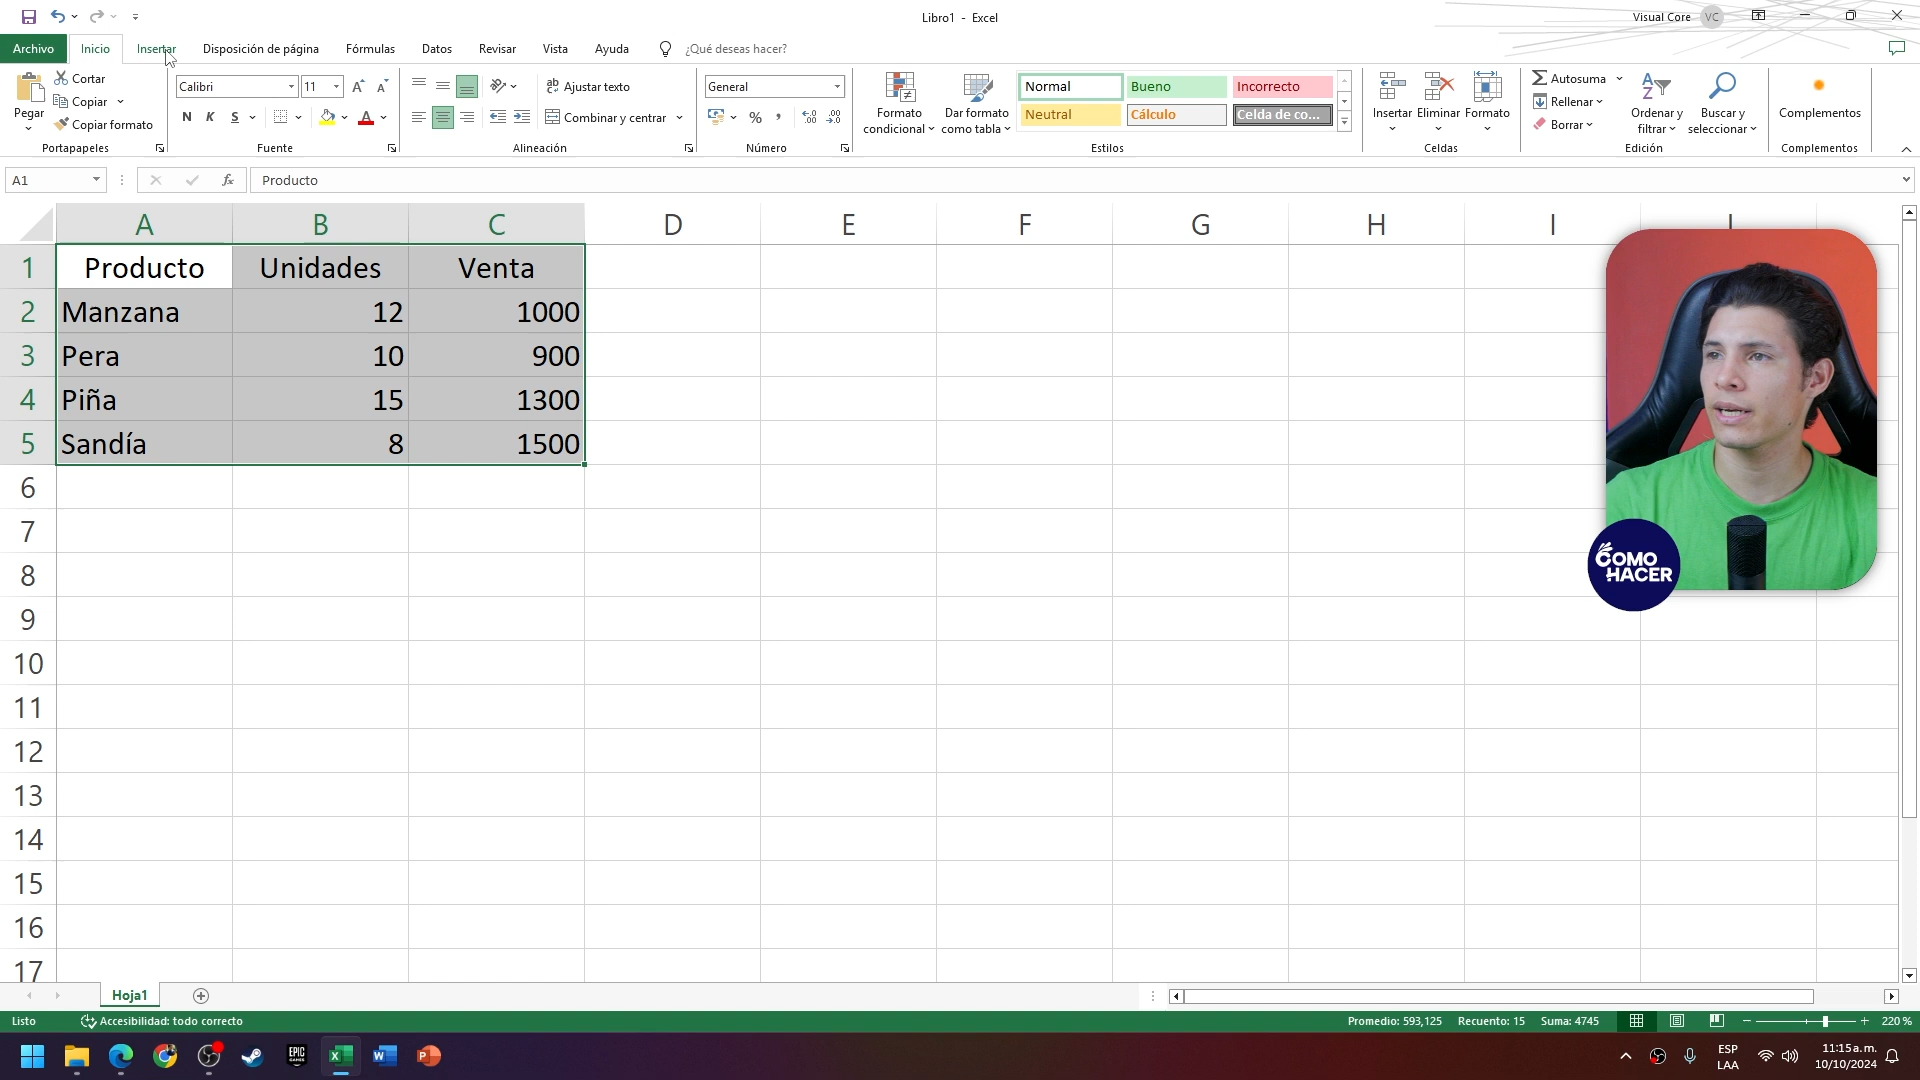 Libro1 - Excel
Visual Core VC
Archivo Inicio Insertar Disposición de página Fórmulas Datos Revisar Vista Ayuda ¿Qué deseas hacer?
Pegar
Cortar
Copiar
Copiar formato
Portapapeles
Calibri 11
N K S
Fuente
Ajustar texto
Combinar y centrar
Alineación
General
%
Número
Formato condicional
Dar formato como tabla
Normal Bueno Incorrecto
Neutral Cálculo Celda de co...
Estilos
Insertar Eliminar Formato
Celdas
Autosuma
Rellenar
Borrar
Ordenar y filtrar
Buscar y seleccionar
Edición
Complementos
Complementos
A1 fx Producto
A B C D E F G H I J
1 Producto Unidades Venta
2 Manzana 12 1000
3 Pera 10 900
4 Piña 15 1300
5 Sandía 8 1500
6
7
8
9
10
11
12
13
14
15
16
17
COMO
HACER
Hoja1
Listo Accesibilidad: todo correcto Promedio: 593,125 Recuento: 15 Suma: 4745 220 %
EPIC GAMES
ESP
LAA
11:15 a. m.
10/10/2024